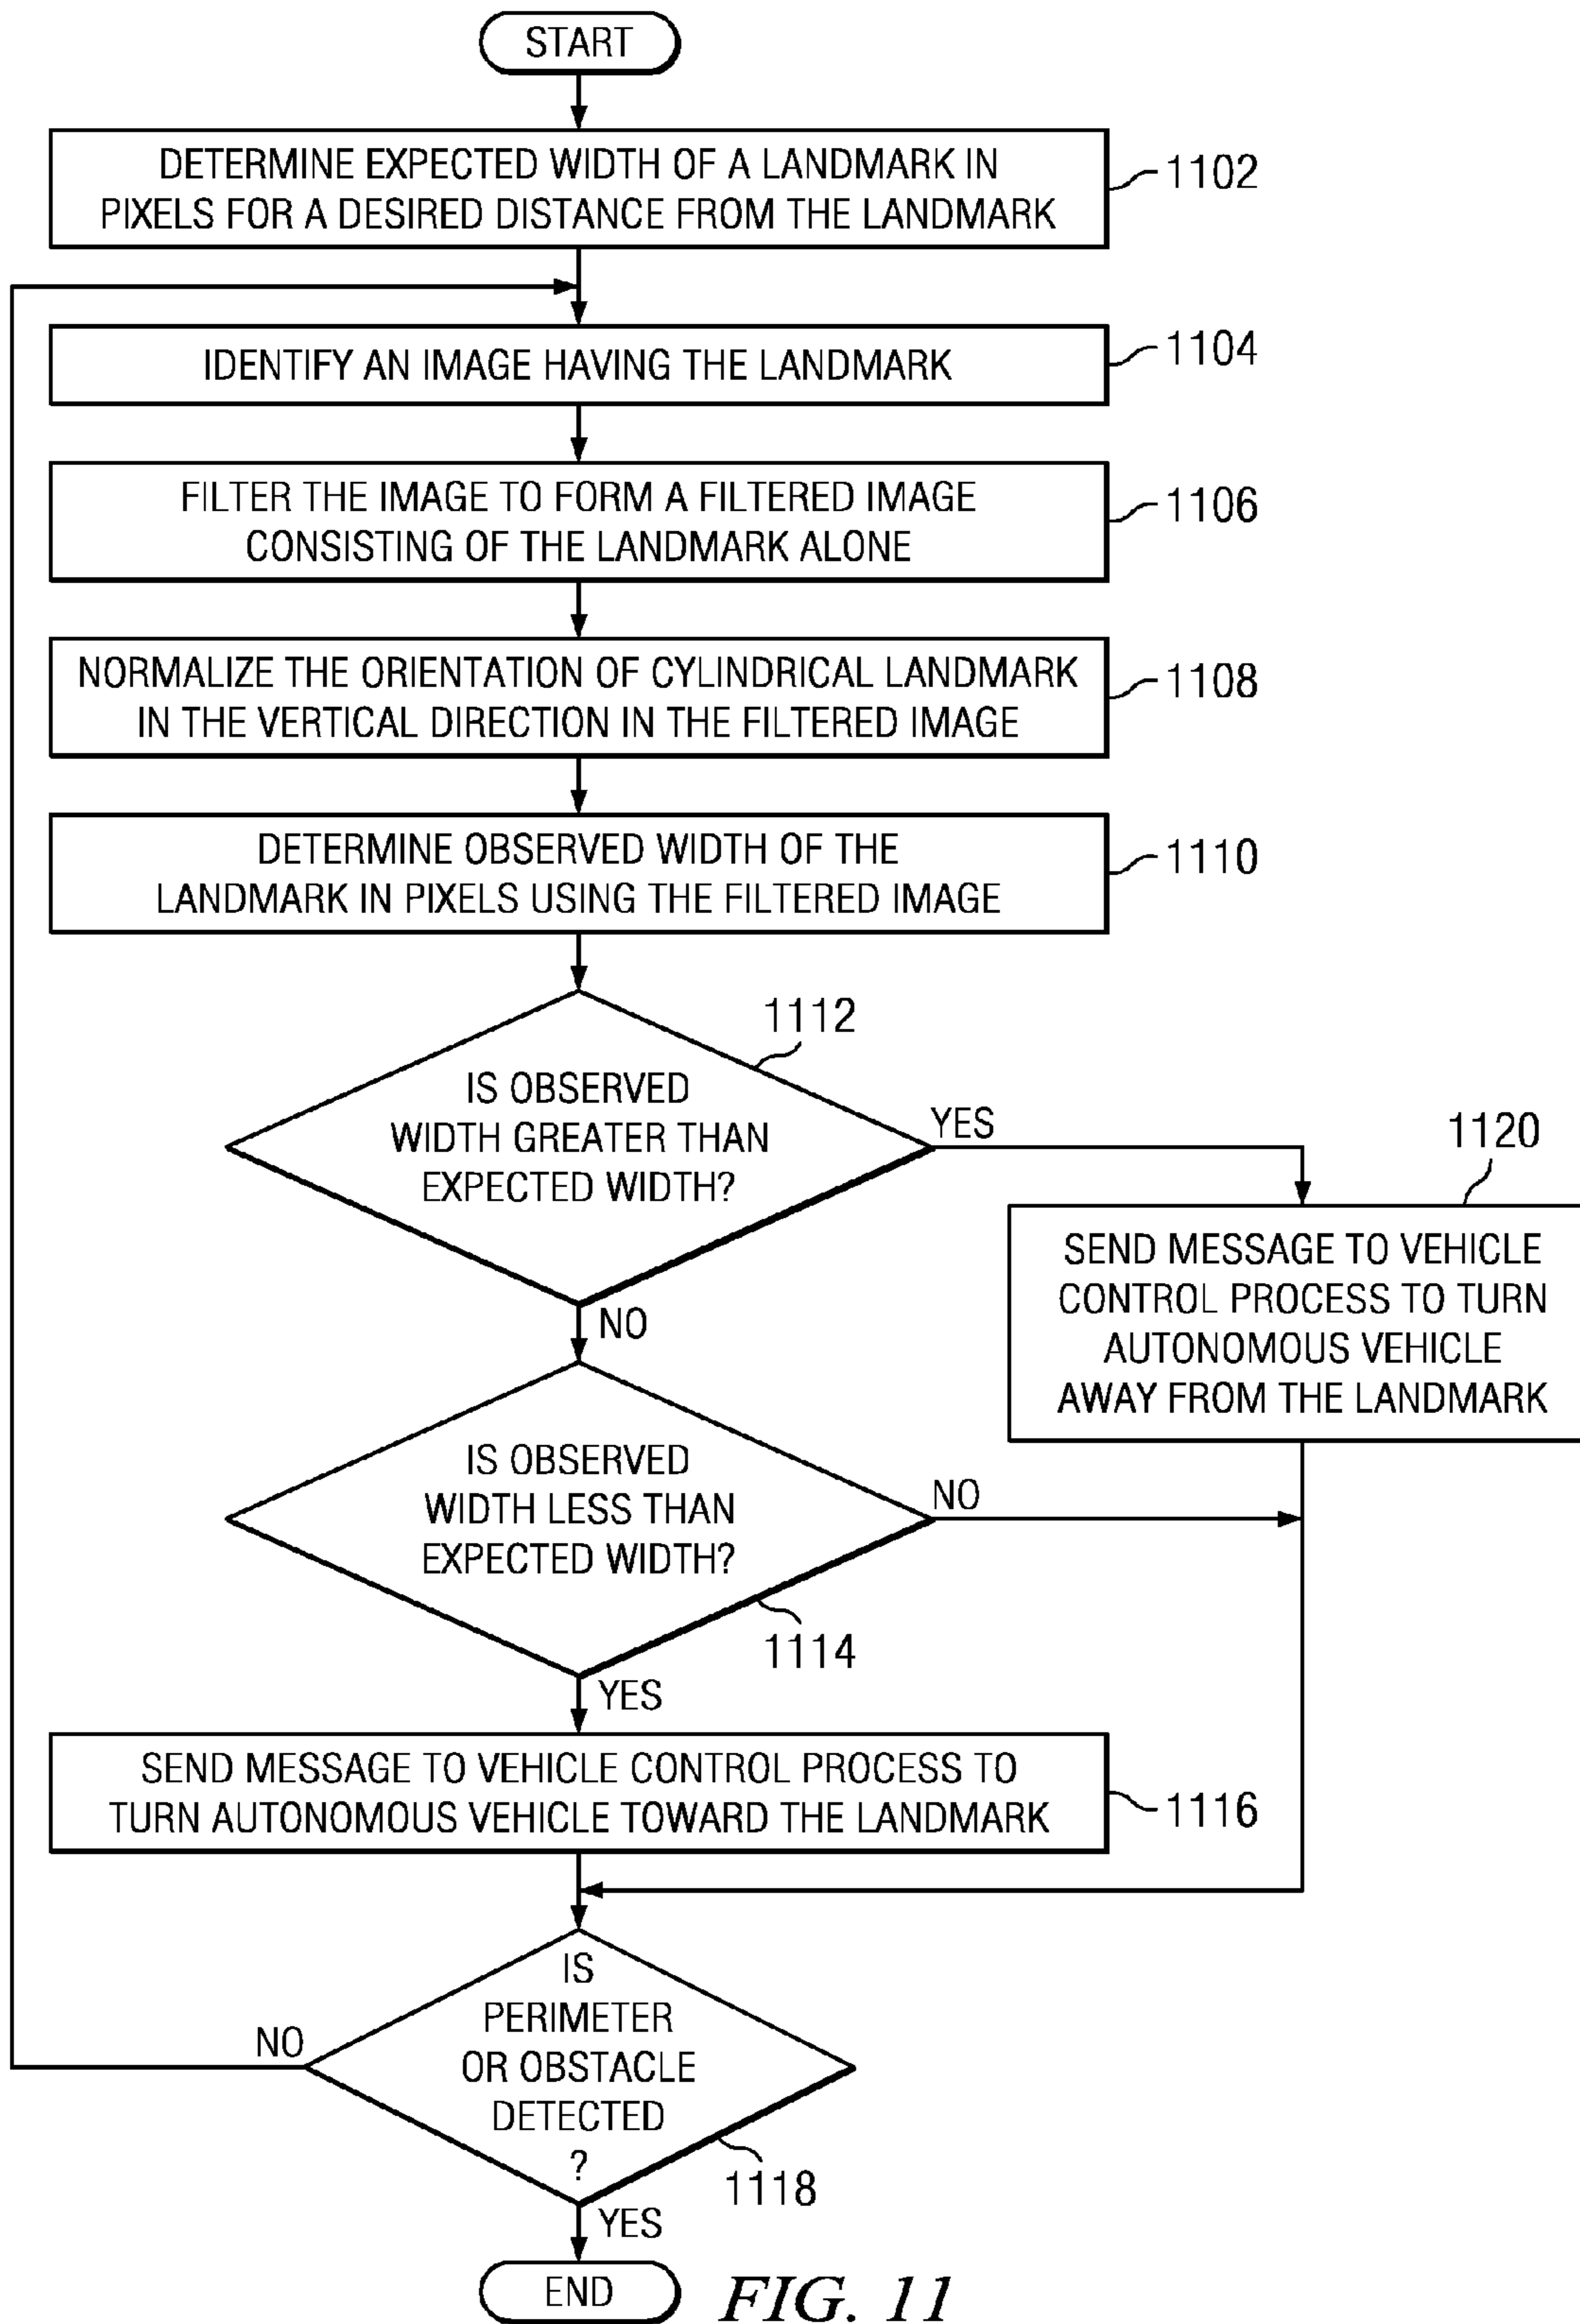 START
DETERMINE EXPECTED WIDTH OF A LANDMARK IN
PIXELS FOR A DESIRED DISTANCE FROM THE LANDMARK
1102
IDENTIFY AN IMAGE HAVING THE LANDMARK
1104
FILTER THE IMAGE TO FORM A FILTERED IMAGE
CONSISTING OF THE LANDMARK ALONE
1106
NORMALIZE THE ORIENTATION OF CYLINDRICAL LANDMARK
IN THE VERTICAL DIRECTION IN THE FILTERED IMAGE
1108
DETERMINE OBSERVED WIDTH OF THE
LANDMARK IN PIXELS USING THE FILTERED IMAGE
1110
1112
IS OBSERVED
WIDTH GREATER THAN
EXPECTED WIDTH?
YES
NO
1120
SEND MESSAGE TO VEHICLE
CONTROL PROCESS TO TURN
AUTONOMOUS VEHICLE
AWAY FROM THE LANDMARK
IS OBSERVED
WIDTH LESS THAN
EXPECTED WIDTH?
NO
1114
YES
SEND MESSAGE TO VEHICLE CONTROL PROCESS TO
TURN AUTONOMOUS VEHICLE TOWARD THE LANDMARK
1116
IS
PERIMETER
OR OBSTACLE
DETECTED
?
NO
1118
YES
END
FIG. 11